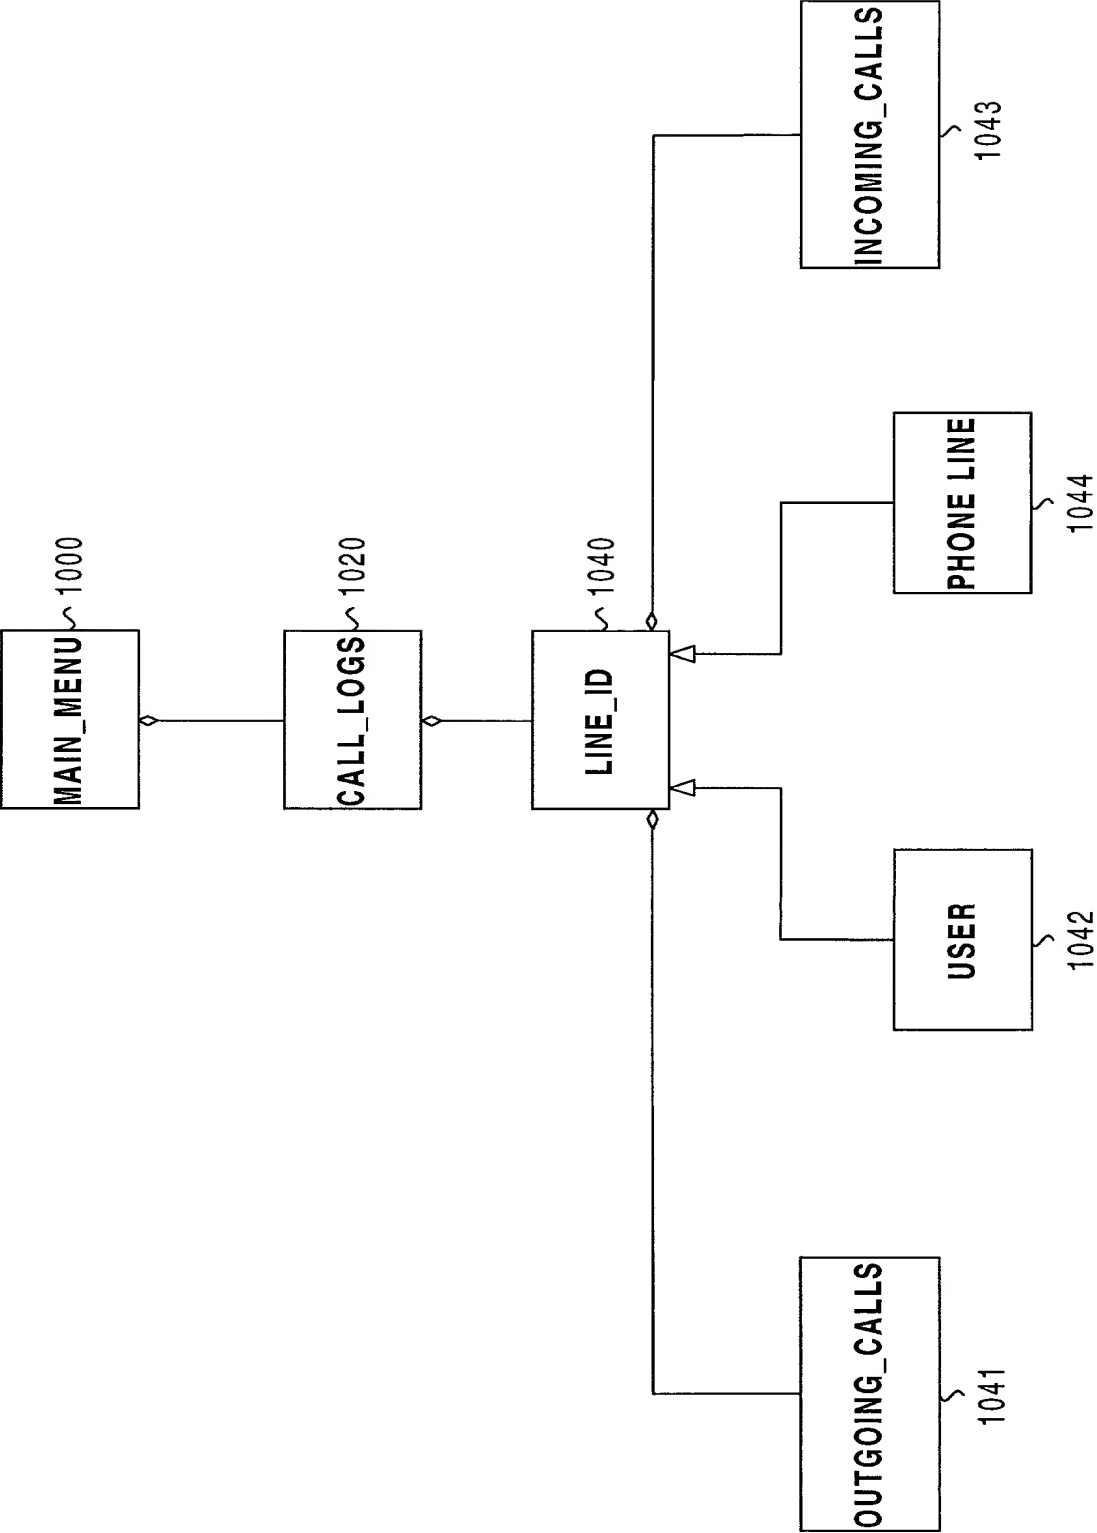 MAIN_MENU
1000
CALL_LOGS
1020
LINE_ID
1040
OUTGOING_CALLS
1041
USER
1042
PHONE LINE
1044
INCOMING_CALLS
1043